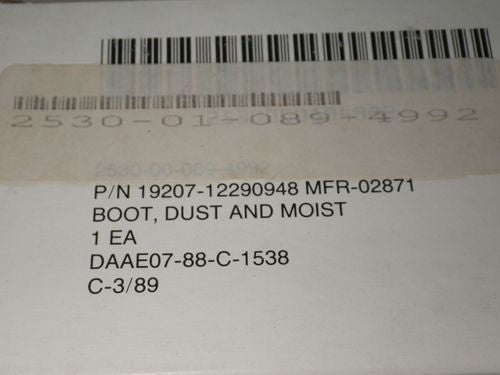 2530-01-089-4992
2530-00-089-4992
P/N 19207-12290948 MFR-02871
BOOT, DUST AND MOIST
1 EA
DAAE07-88-C-1538
C-3/89